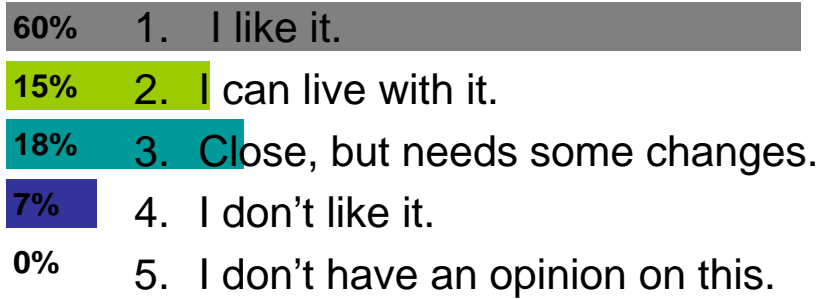 60% 1. I like it.
15% 2. I can live with it.
18% 3. Close, but needs some changes.
7% 4. I don’t like it.
0% 5. I don’t have an opinion on this.